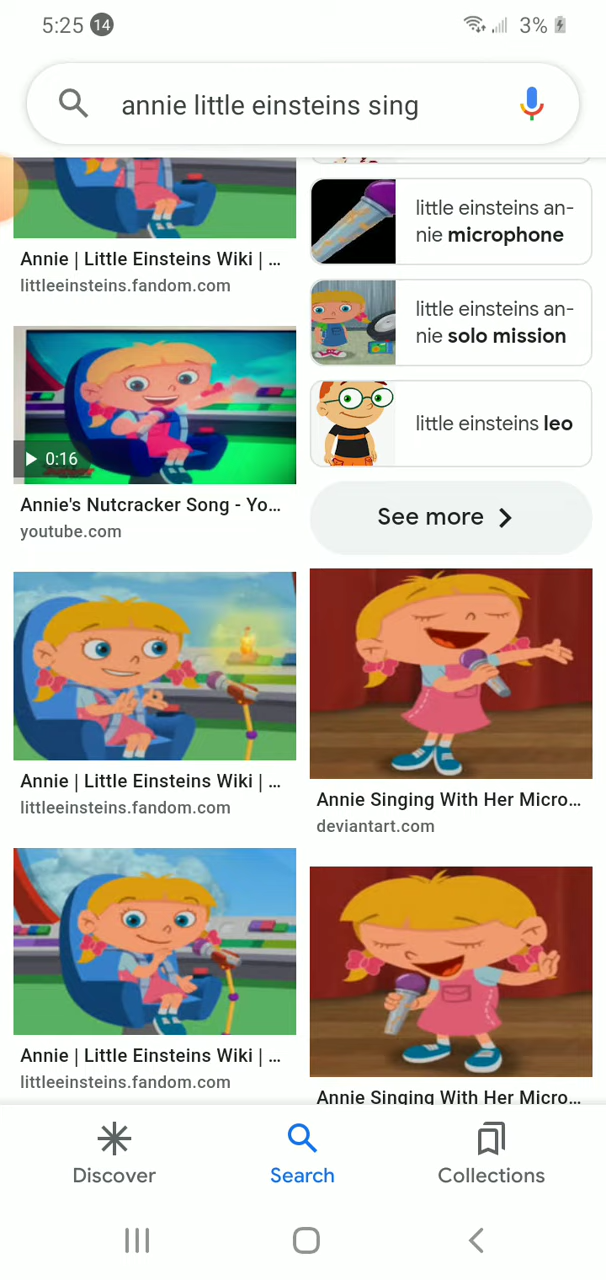 5:25 14 3%
annie little einsteins sing
Annie | Little Einsteins Wiki | ...
littleeinsteins.fandom.com
0:16
Annie's Nutcracker Song - Yo...
youtube.com
Annie | Little Einsteins Wiki | ...
littleeinsteins.fandom.com
Annie | Little Einsteins Wiki | ...
littleeinsteins.fandom.com
little einsteins an-
nie microphone
little einsteins an-
nie solo mission
little einsteins leo
See more
Annie Singing With Her Micro...
deviantart.com
Annie Singing With Her Micro...
Discover
Search
Collections